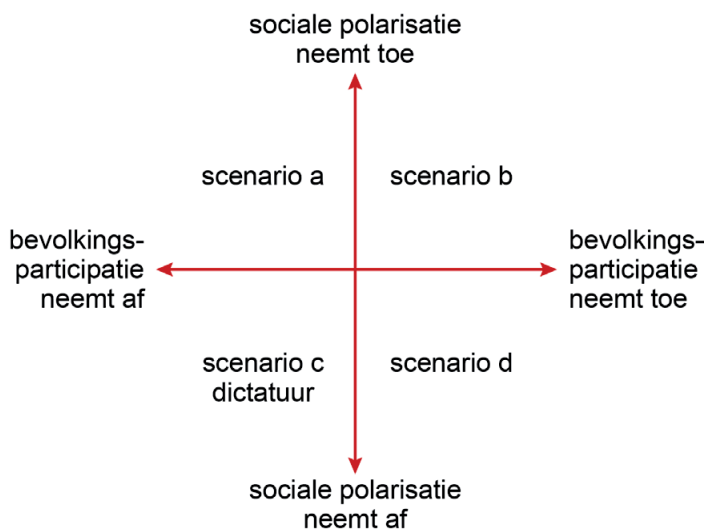 sociale polarisatie
neemt toe
scenario a
scenario b
bevolkings-
participatie
neemt af
bevolkings-
participatie
neemt toe
scenario c
dictatuur
scenario d
sociale polarisatie
neemt af